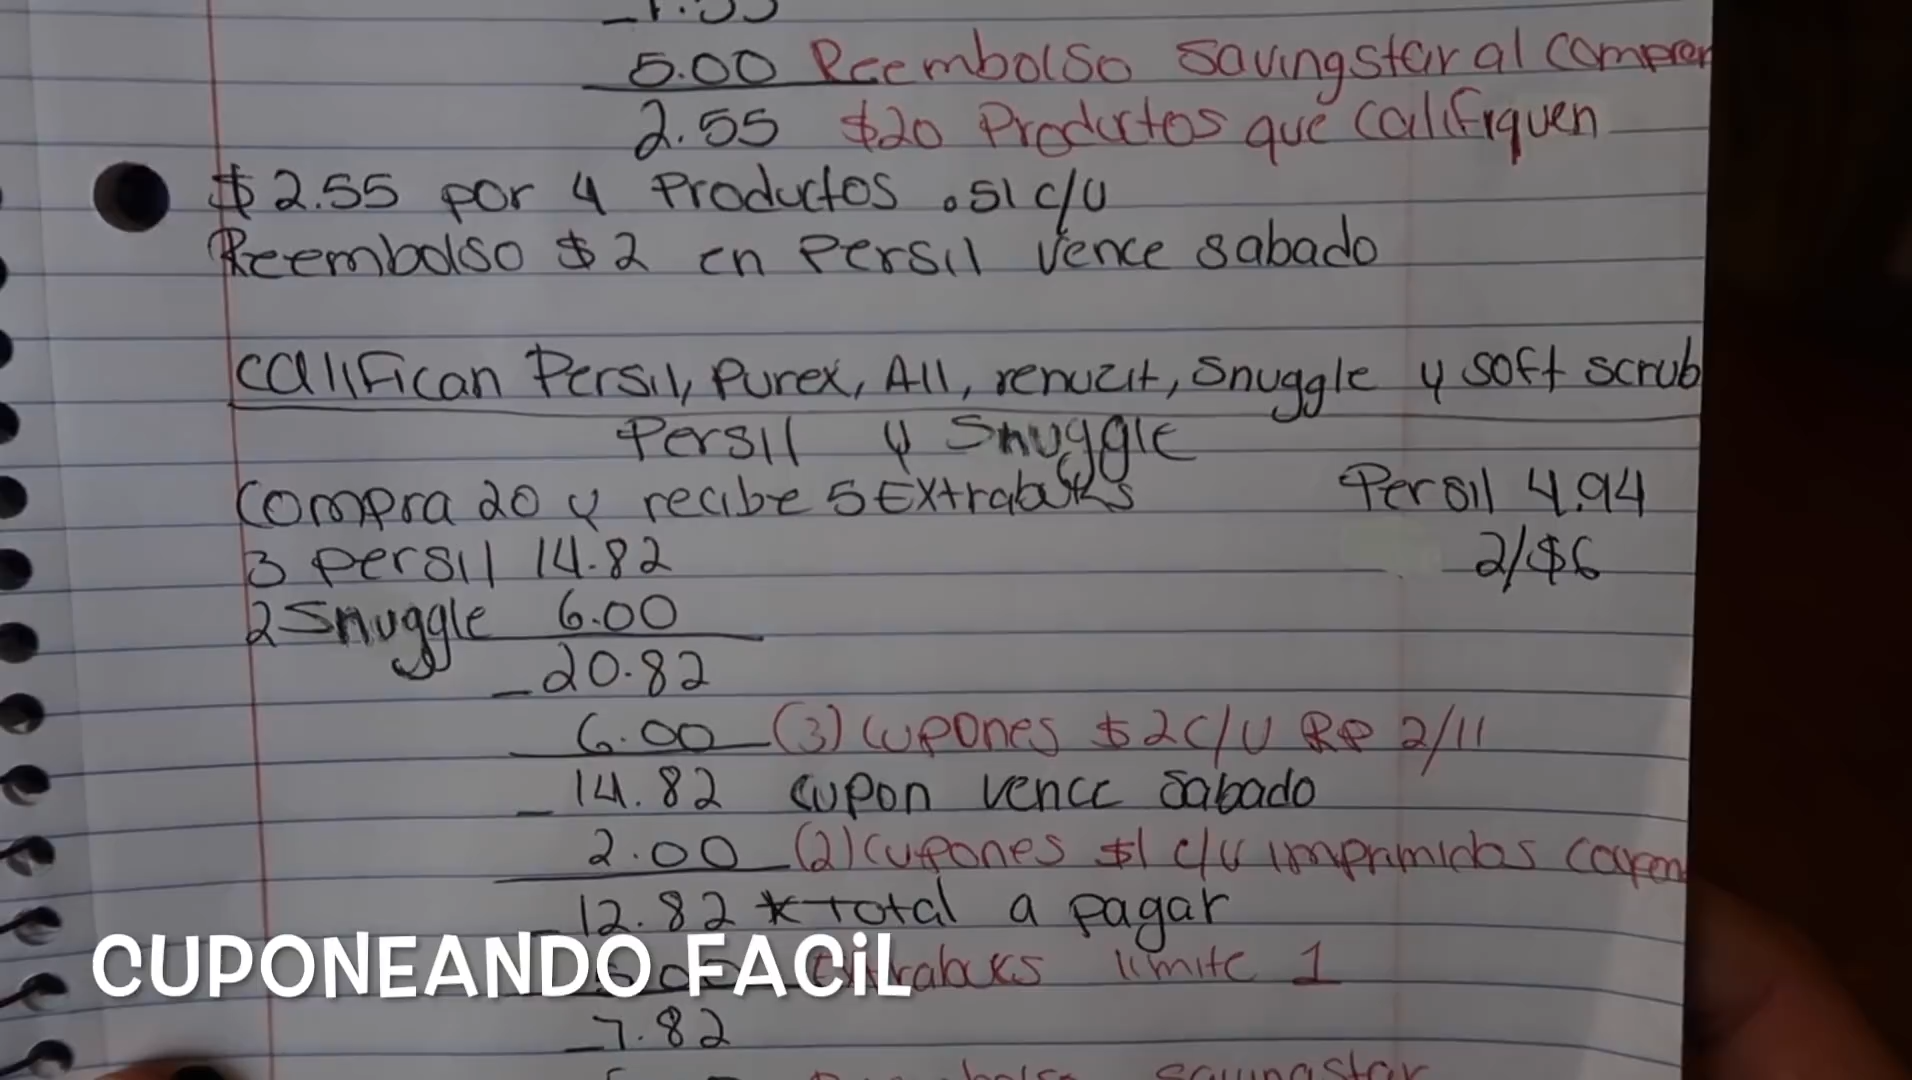 5.00 Reembolso Savingstar al comprar
2.55 $20 Productos que califiquen
$2.55 por 4 Productos .51 c/u
Reembolso $2 en Persil vence sabado
califican Persil, Purex, All, renuzit, Snuggle y soft scrub
Persil y Snuggle
Compra 20 y recibe 5 Extrabuks
Persil 4.94
3 persil 14.82
2/$6
2 Snuggle 6.00
-20.82
6.00 (3) cupones $2 c/u RP 2/11
-14.82 cupon vence sabado
2.00 (2) cupones $1 c/u imprimidos
-12.82 *Total a pagar
Extrabuks limite 1
-7.82
Savingstar
CUPONEANDO FACiL